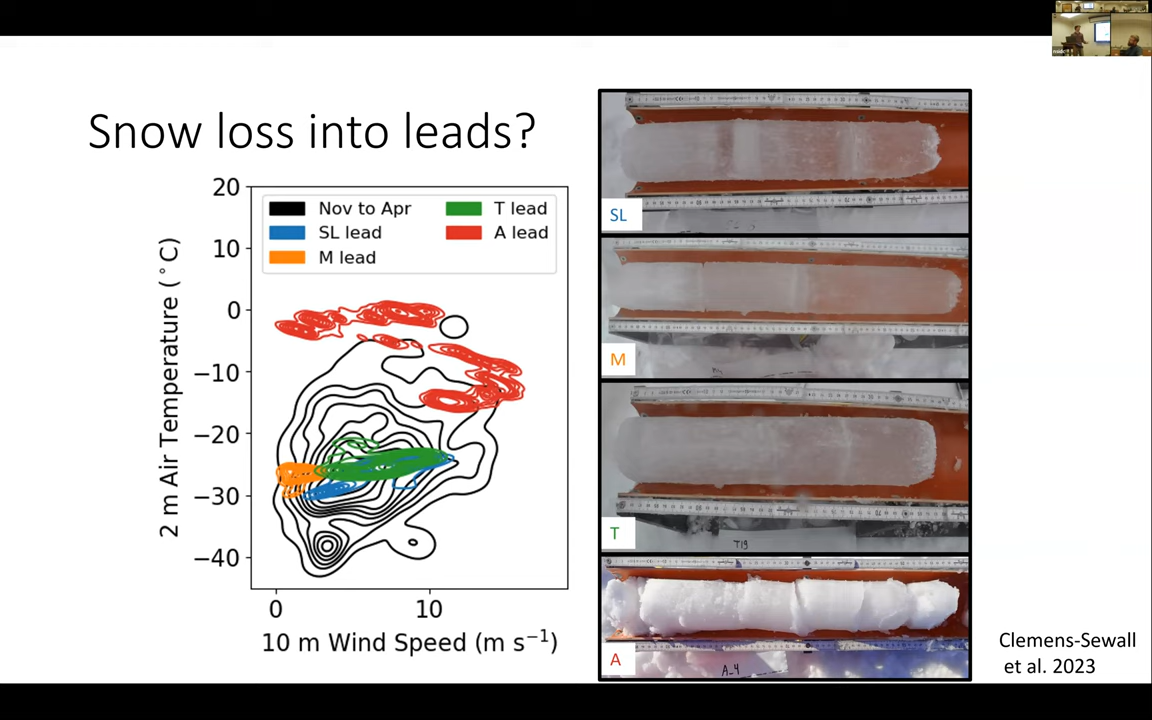 Snow loss into leads?
20
10
0
−10
−20
−30
−40
2 m Air Temperature (°C)
Nov to Apr
SL lead
M lead
T lead
A lead
0
10
10 m Wind Speed (m s⁻¹)
SL
M
T
T19
A
A_4
Clemens-Sewall
et al. 2023